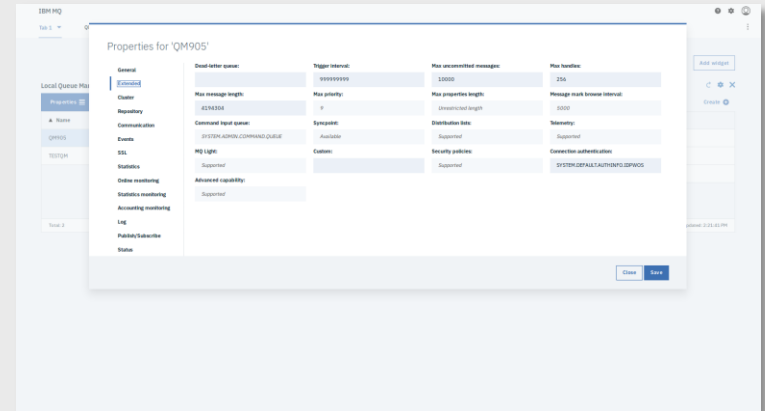 IBM MQ
Tab 1
Properties for 'QM905'
General
Extended
Cluster
Repository
Communication
Events
SSL
Statistics
Online monitoring
Statistics monitoring
Accounting monitoring
Log
Publish/Subscribe
Status
Dead-letter queue: Trigger interval: Max uncommitted messages: Max handles:
999999999 10000 256
Max message length: Max priority: Max properties length: Message mark browse interval:
4194304 9 Unrestricted length 5000
Command input queue: Syncpoint: Distribution lists: Telemetry:
SYSTEM.ADMIN.COMMAND.QUEUE Available Supported Supported
MQ Light: Custom: Security policies: Connection authentication:
Supported Supported SYSTEM.DEFAULT.AUTHINFO.IDPWOS
Advanced capability:
Supported
Close Save
Add widget
Local Queue Ma
Properties
Create
Name
QM905
TESTQM
Total: 2
2:21:32 PM